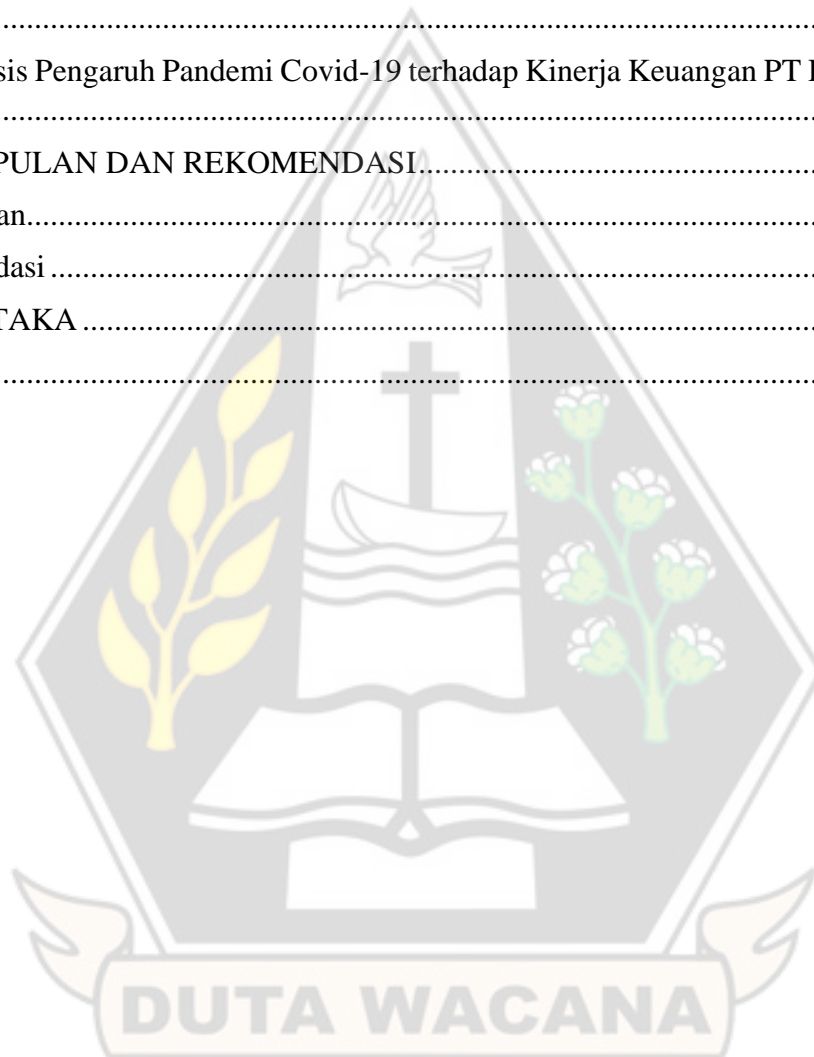 ................................................................................................
sis Pengaruh Pandemi Covid-19 terhadap Kinerja Keuangan PT
................................................................................................
PULAN DAN REKOMENDASI................................................
an................................................................................................
dasi................................................................................................
TAKA................................................................................................
................................................................................................
DUTA WACANA